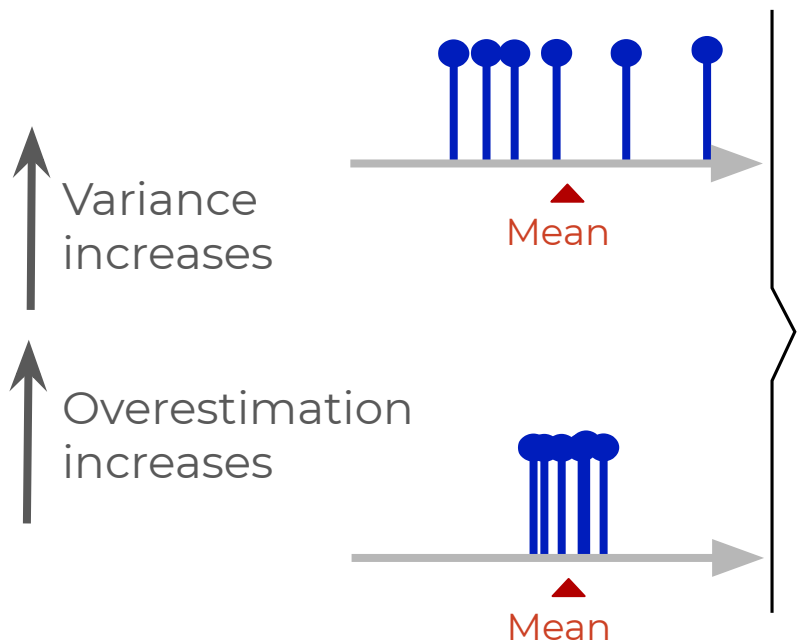 Variance
increases
Mean
Overestimation
increases
Mean